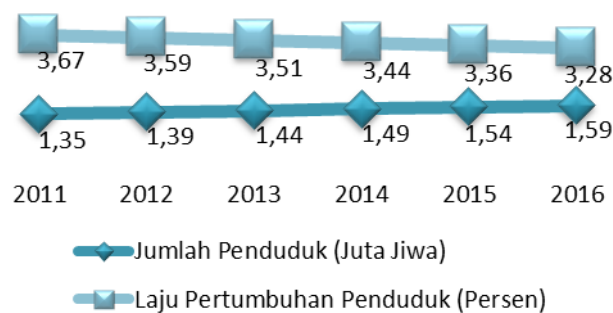 3,67 3,59 3,51 3,44 3,36 3,28
1,35 1,39 1,44 1,49 1,54 1,59
2011 2012 2013 2014 2015 2016
Jumlah Penduduk (Juta Jiwa)
Laju Pertumbuhan Penduduk (Persen)